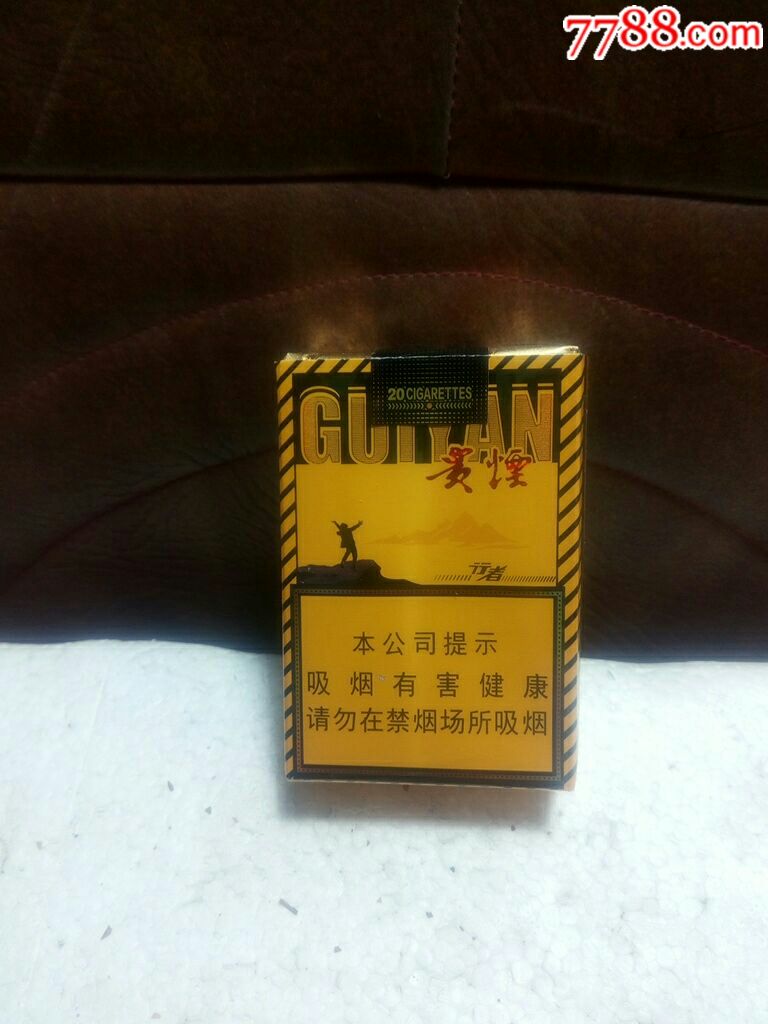 7788.com
20 CIGARETTES
GUIYAN
贵煙
行者
本公司提示
吸烟有害健康
请勿在禁烟场所吸烟